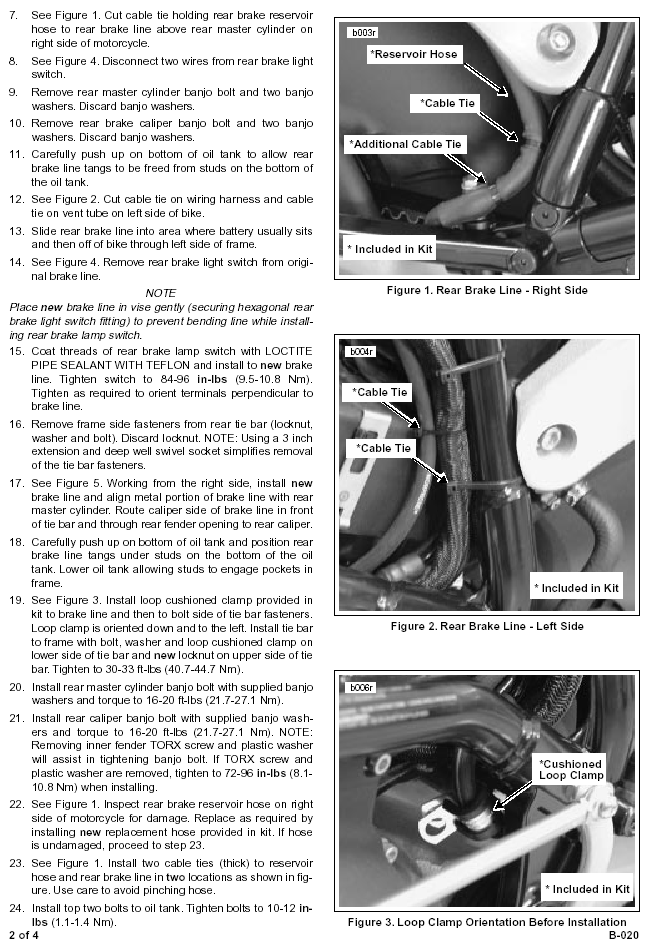 7. See Figure 1. Cut cable tie holding rear brake reservoir
hose to rear brake line above rear master cylinder on
right side of motorcycle.
8. See Figure 4. Disconnect two wires from rear brake light
switch.
9. Remove rear master cylinder banjo bolt and two banjo
washers. Discard banjo washers.
10. Remove rear brake caliper banjo bolt and two banjo
washers. Discard banjo washers.
11. Carefully push up on bottom of oil tank to allow rear
brake line tangs to be freed from studs on the bottom of
the oil tank.
12. See Figure 2. Cut cable tie on wiring harness and cable
tie on vent tube on left side of bike.
13. Slide rear brake line into area where battery usually sits
and then off of bike through left side of frame.
14. See Figure 4. Remove rear brake light switch from origi-
nal brake line.
NOTE
Place new brake line in vise gently (securing hexagonal rear
brake light switch fitting) to prevent bending line while install-
ing rear brake lamp switch.
15. Coat threads of rear brake lamp switch with LOCTITE
PIPE SEALANT WITH TEFLON and install to new brake
line. Tighten switch to 84-96 in-lbs (9.5-10.8 Nm).
Tighten as required to orient terminals perpendicular to
brake line.
16. Remove frame side fasteners from rear tie bar (locknut,
washer and bolt). Discard locknut. NOTE: Using a 3 inch
extension and deep well swivel socket simplifies removal
of the tie bar fasteners.
17. See Figure 5. Working from the right side, install new
brake line and align metal portion of brake line with rear
master cylinder. Route caliper side of brake line in front
of tie bar and through rear fender opening to rear caliper.
18. Carefully push up on bottom of oil tank and position rear
brake line tangs under studs on the bottom of the oil
tank. Lower oil tank allowing studs to engage pockets in
frame.
19. See Figure 3. Install loop cushioned clamp provided in
kit to brake line and then to bolt side of tie bar fasteners.
Loop clamp is oriented down and to the left. Install tie bar
to frame with bolt, washer and loop cushioned clamp on
lower side of tie bar and new locknut on upper side of tie
bar. Tighten to 30-33 ft-lbs (40.7-44.7 Nm).
20. Install rear master cylinder banjo bolt with supplied banjo
washers and torque to 16-20 ft-lbs (21.7-27.1 Nm).
21. Install rear caliper banjo bolt with supplied banjo wash-
ers and torque to 16-20 ft-lbs (21.7-27.1 Nm). NOTE:
Removing inner fender TORX screw and plastic washer
will assist in tightening banjo bolt. If TORX screw and
plastic washer are removed, tighten to 72-96 in-lbs (8.1-
10.8 Nm) when installing.
22. See Figure 1. Inspect rear brake reservoir hose on right
side of motorcycle for damage. Replace as required by
installing new replacement hose provided in kit. If hose
is undamaged, proceed to step 23.
23. See Figure 1. Install two cable ties (thick) to reservoir
hose and rear brake line in two locations as shown in fig-
ure. Use care to avoid pinching hose.
24. Install top two bolts to oil tank. Tighten bolts to 10-12 in-
lbs (1.1-1.4 Nm).
2 of 4
b003r
*Reservoir Hose
*Cable Tie
*Additional Cable Tie
* Included in Kit
Figure 1. Rear Brake Line - Right Side
b004r
*Cable Tie
*Cable Tie
* Included in Kit
Figure 2. Rear Brake Line - Left Side
b006r
*Cushioned
Loop Clamp
* Included in Kit
Figure 3. Loop Clamp Orientation Before Installation
B-020